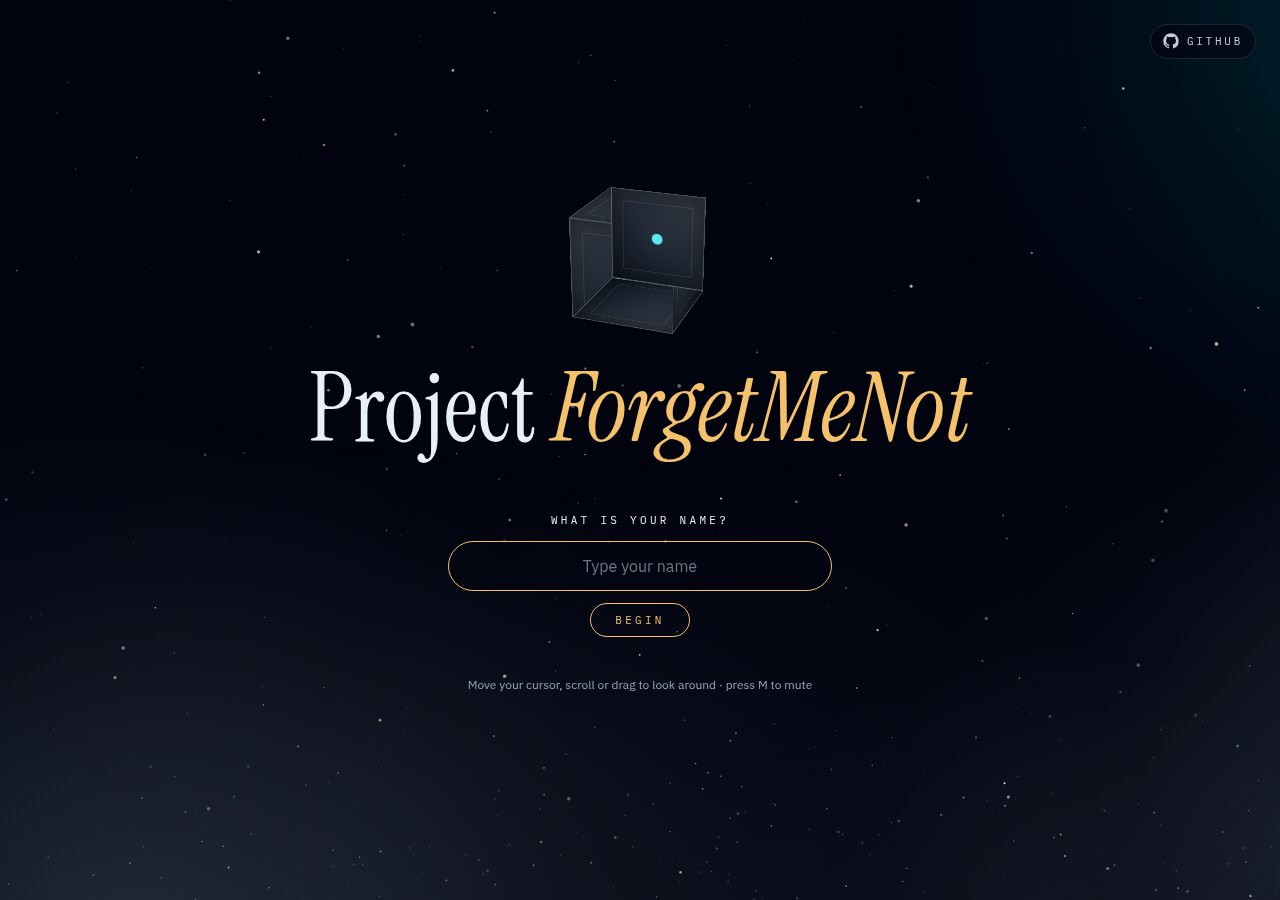 GITHUB
Project ForgetMeNot
WHAT IS YOUR NAME?
Type your name
BEGIN
Move your cursor, scroll or drag to look around · press M to mute